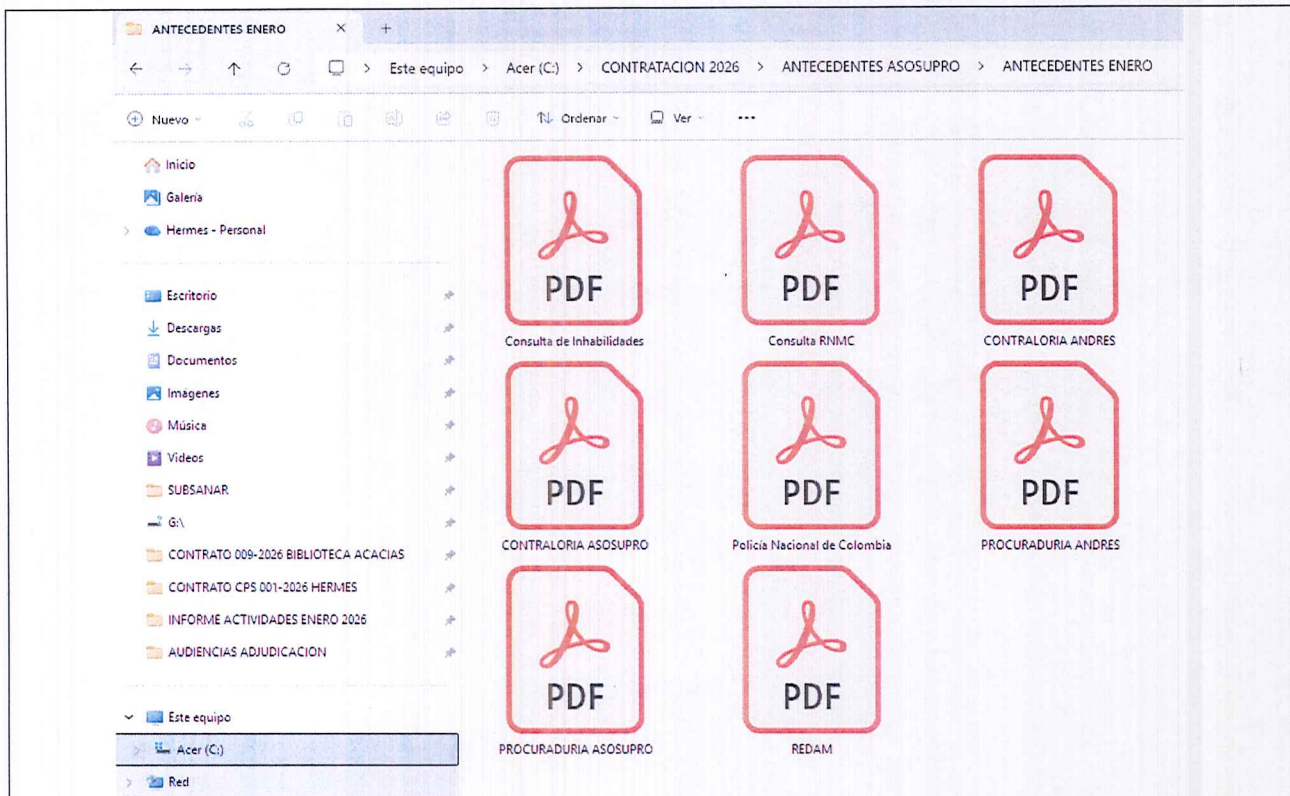 ANTECEDENTES ENERO
Este equipo > Acer (C:) > CONTRATACION 2026 > ANTECEDENTES ASOSUPRO > ANTECEDENTES ENERO
Nuevo
Ordenar
Ver
Inicio
Galería
Hermes - Personal
Escritorio
Descargas
Documentos
Imágenes
Música
Videos
SUBSANAR
G:\
CONTRATO 009-2026 BIBLIOTECA ACACIAS
CONTRATO CPS 001-2026 HERMES
INFORME ACTIVIDADES ENERO 2026
AUDIENCIAS ADJUDICACION
Este equipo
Acer (C:)
Red
PDF PDF PDF
Consulta de Inhabilidades Consulta RNMC CONTRALORIA ANDRES
PDF PDF PDF
CONTRALORIA ASOSUPRO Policía Nacional de Colombia PROCURADURIA ANDRES
PDF PDF
PROCURADURIA ASOSUPRO REDAM